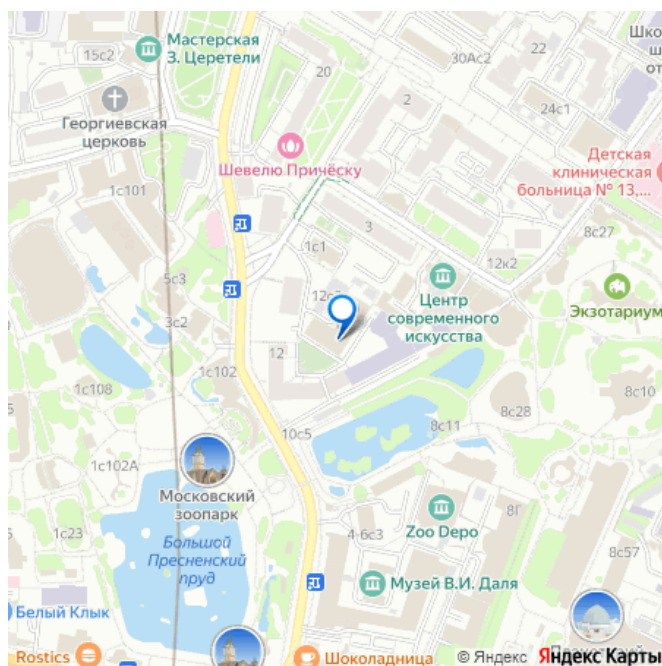 Мастерская
З. Церетели
15с2
Шко
ш
от
22
30Ас2
20
2
24с1
Георгиевская
церковь
Шевелю Причёску
Детская
клиническая
больница № 13,...
1с101
3
8с27
1с1
12к2
5с3
12с
Центр
современного
искусства
Экзотариум
3с2
12
1с102
1с108
8с10
8с28
8с11
10с5
1с102А
Московский
зоопарк
8Г
Zoo Depo
4-6с3
1с23
Большой
Пресненский
пруд
8с57
Музей В.И. Даля
Белый Клык
Rostics
Шоколадница
© Яндекс Яндекс Карты